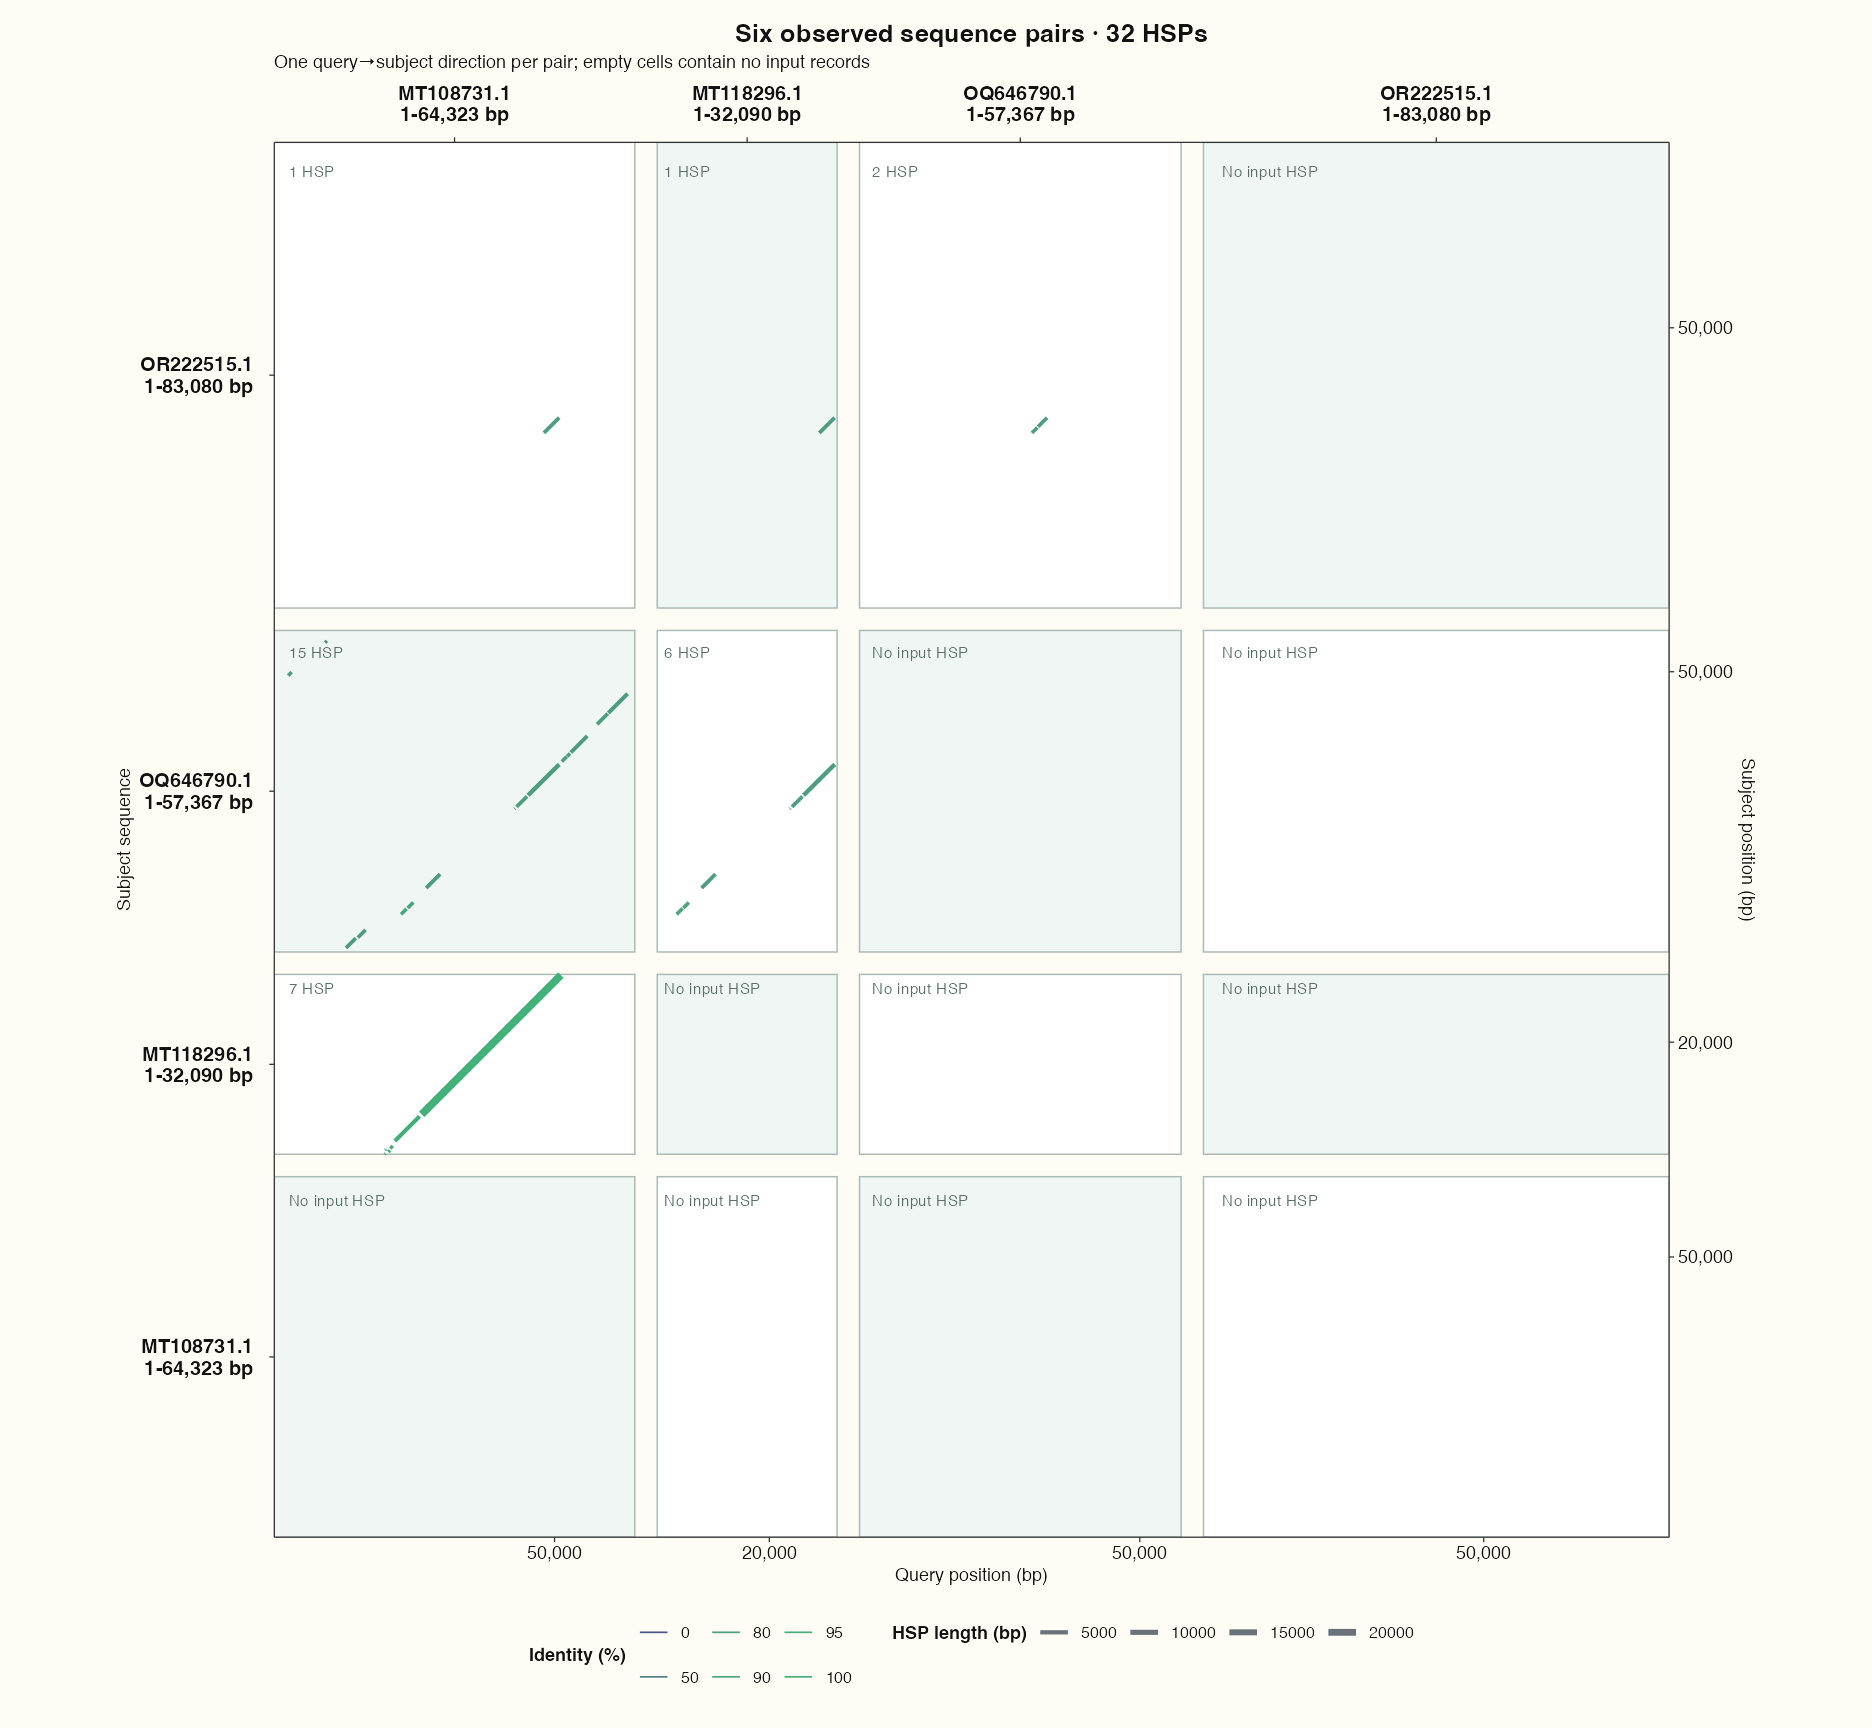 Six observed sequence pairs · 32 HSPs
One query→subject direction per pair; empty cells contain no input records
MT108731.1
1-64,323 bp
MT118296.1
1-32,090 bp
OQ646790.1
1-57,367 bp
OR222515.1
1-83,080 bp
1 HSP
1 HSP
2 HSP
No input HSP
50,000
OR222515.1
1-83,080 bp
15 HSP
6 HSP
No input HSP
No input HSP
50,000
Subject sequence
OQ646790.1
1-57,367 bp
Subject position (bp)
7 HSP
No input HSP
No input HSP
No input HSP
20,000
MT118296.1
1-32,090 bp
No input HSP
No input HSP
No input HSP
No input HSP
50,000
MT108731.1
1-64,323 bp
50,000
20,000
50,000
50,000
Query position (bp)
Identity (%)
0
80
95
50
90
100
HSP length (bp)
5000
10000
15000
20000